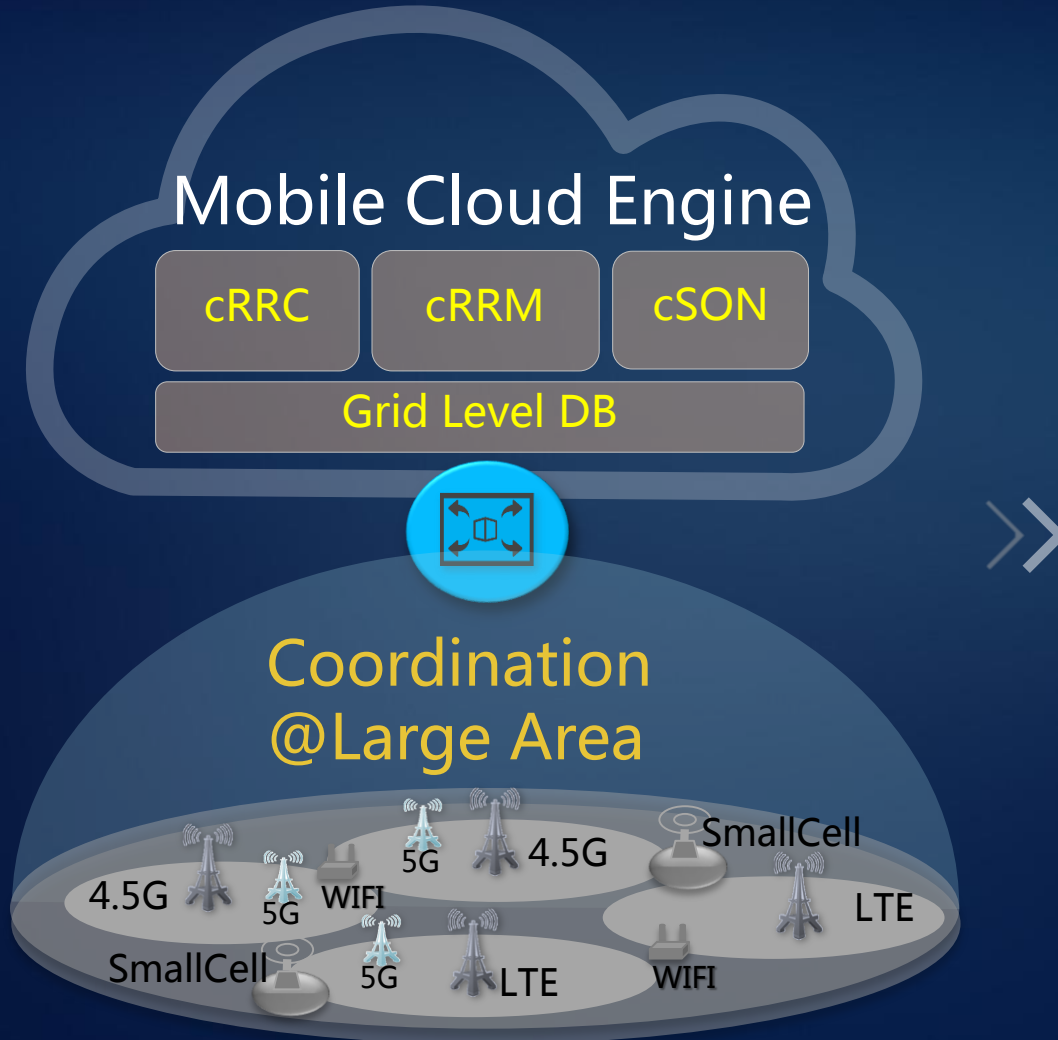 Mobile Cloud Engine
cRRC
cRRM
cSON
Grid Level DB
Coordination
@Large Area
5G
4.5G
SmallCell
4.5G
5G
WIFI
LTE
SmallCell
5G
LTE
WIFI